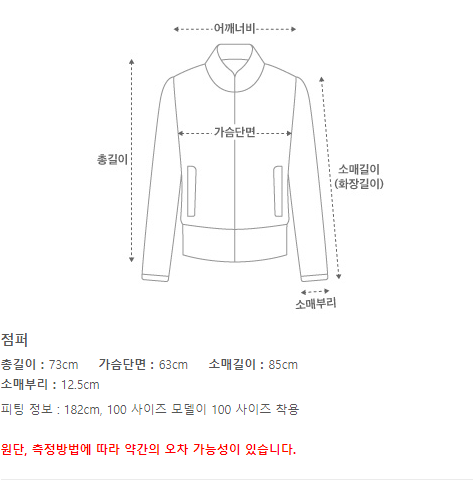 어깨너비
가슴단면
총길이
소매길이
(화장길이)
소매부리
점퍼
총길이 : 73cm 가슴단면 : 63cm 소매길이 : 85cm
소매부리 : 12.5cm
피팅 정보 : 182cm, 100 사이즈 모델이 100 사이즈 착용
원단, 측정방법에 따라 약간의 오차 가능성이 있습니다.